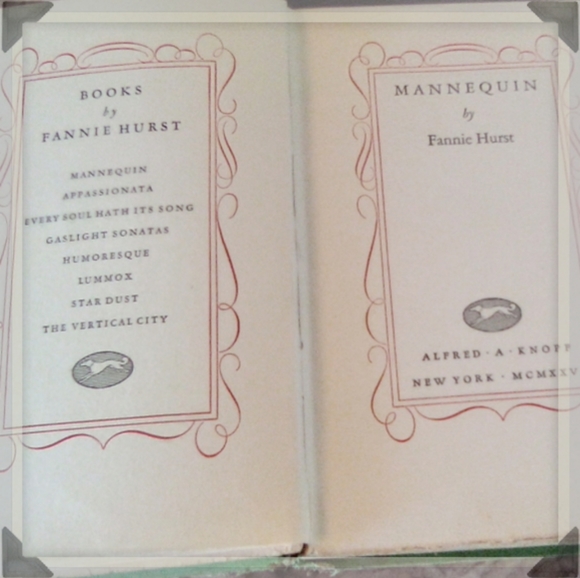 BOOKS
by
FANNIE HURST
MANNEQUIN
APPASSIONATA
EVERY SOUL HATH ITS SONG
GASLIGHT SONATAS
HUMORESQUE
LUMMOX
STAR DUST
THE VERTICAL CITY
MANNEQUIN
by
Fannie Hurst
ALFRED · A · KNOPF
NEW YORK · MCMXXV